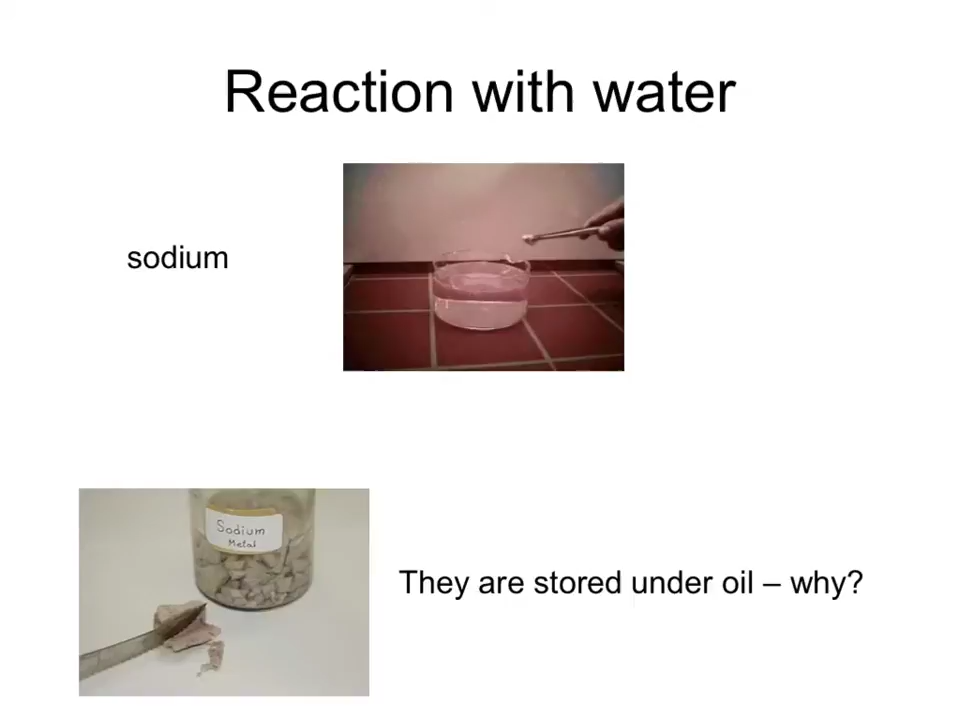 Reaction with water
sodium
Sodium
Metal
They are stored under oil – why?